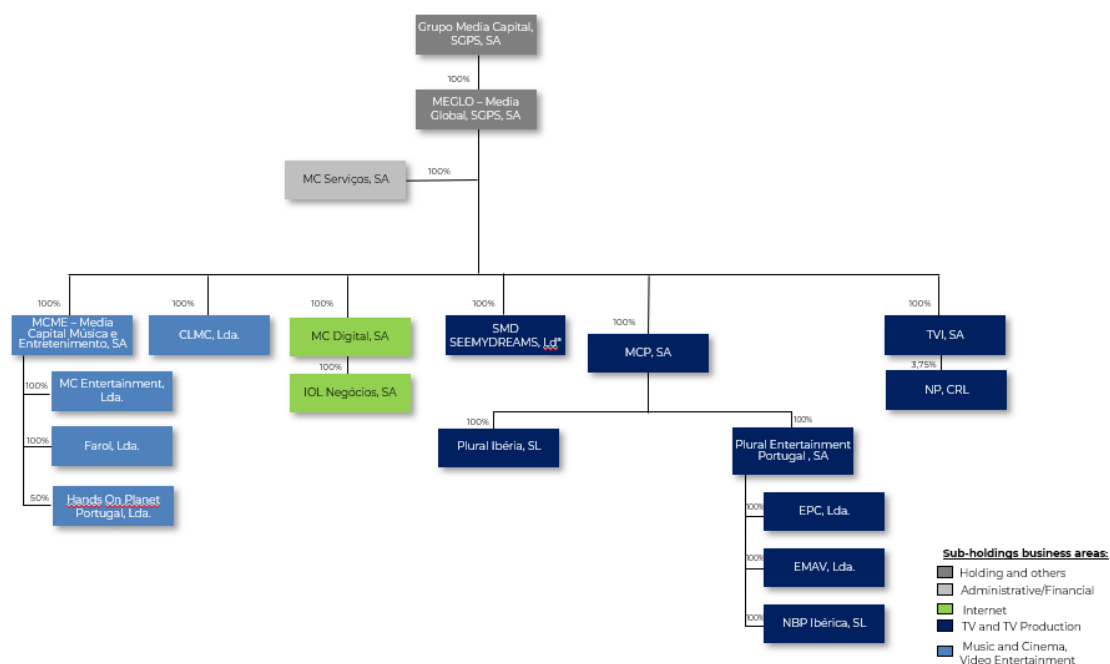 Grupo Media Capital,
SGPS, SA
100%
MEGLO – Media
Global, SGPS, SA
MC Serviços, SA
100%
100%
100%
100%
100%
100%
100%
MCME – Media
Capital Música e
Entretenimento, SA
CLMC, Lda.
MC Digital, SA
SMD
SEEMYDREAMS, Ldª
MCP, SA
TVI, SA
100%
MC Entertainment,
Lda.
100%
IOL Negócios, SA
3,75%
NP, CRL
100%
Farol, Lda.
100%
Plural Ibéria, SL
100%
Plural Entertainment
Portugal , SA
50%
Hands On Planet
Portugal, Lda.
100%
EPC, Lda.
100%
EMAV, Lda.
100%
NBP Ibérica, SL
Sub-holdings business areas:
Holding and others
Administrative/Financial
Internet
TV and TV Production
Music and Cinema,
Video Entertainment